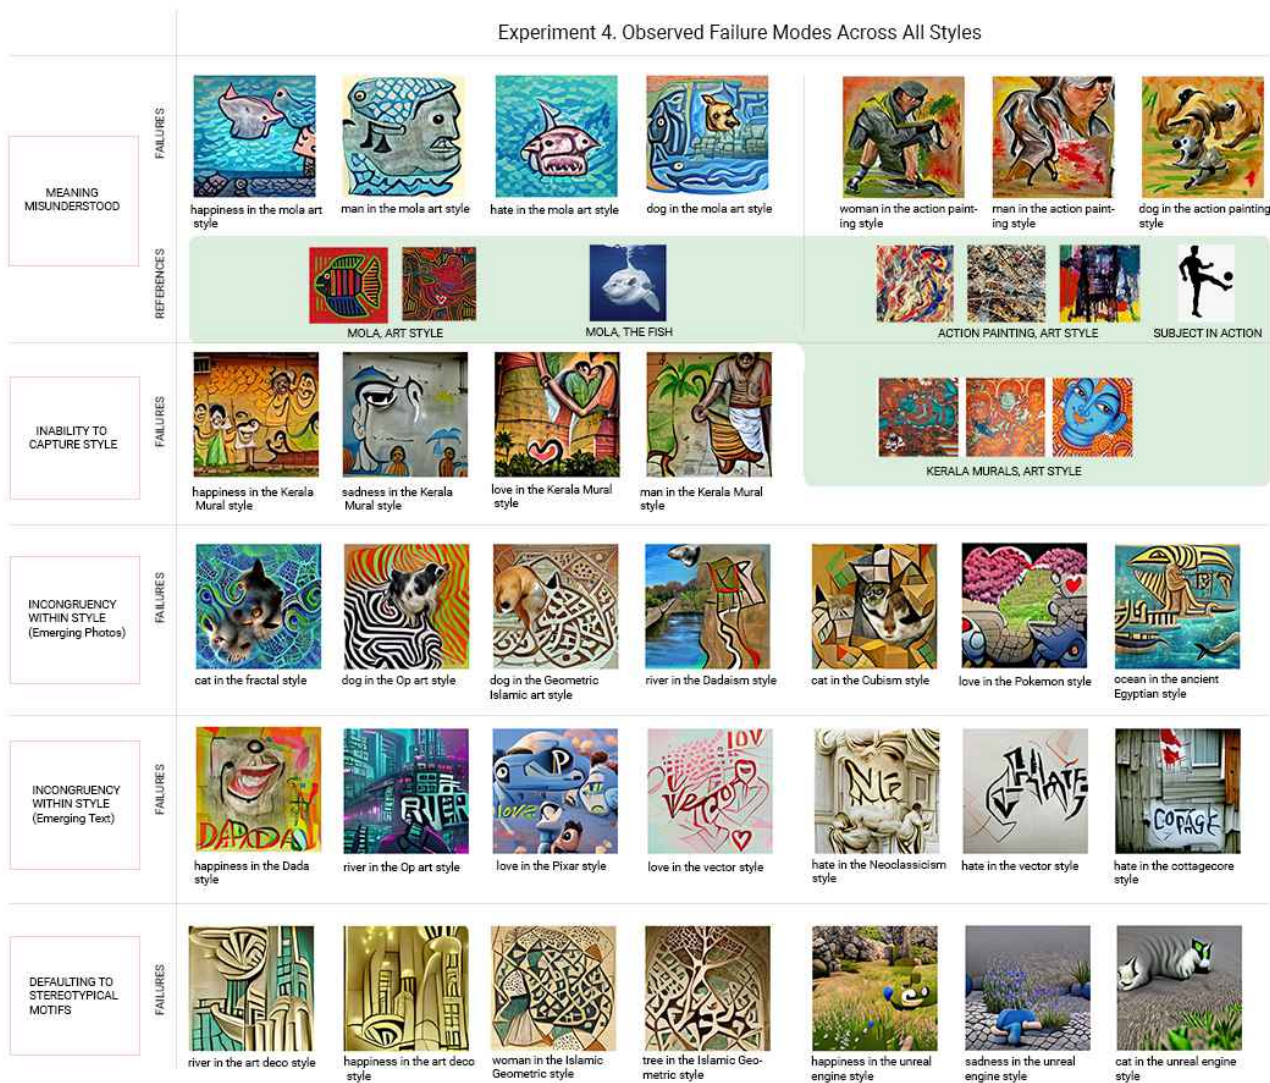 Experiment 4. Observed Failure Modes Across All Styles
MEANING
MISUNDERSTOOD
FAILURES
happiness in the mola art
style
man in the mola art style
hate in the mola art style
dog in the mola art style
woman in the action paint-
ing style
man in the action paint-
ing style
dog in the action painting
style
REFERENCES
MOLA, ART STYLE
MOLA, THE FISH
ACTION PAINTING, ART STYLE
SUBJECT IN ACTION
INABILITY TO
CAPTURE STYLE
FAILURES
happiness in the Kerala
Mural style
sadness in the Kerala
Mural style
love in the Kerala Mural
style
man in the Kerala Mural
style
KERALA MURALS, ART STYLE
INCONGRUENCY
WITHIN STYLE
(Emerging Photos)
FAILURES
cat in the fractal style
dog in the Op art style
dog in the Geometric
Islamic art style
river in the Dadaism style
cat in the Cubism style
love in the Pokemon style
ocean in the ancient
Egyptian style
INCONGRUENCY
WITHIN STYLE
(Emerging Text)
FAILURES
DAPADA
RIVER
love
LOV
HATE
happiness in the Dada
style
river in the Op art style
love in the Pixar style
love in the vector style
hate in the Neoclassicism
style
hate in the vector style
hate in the cottagecore
style
DEFAULTING TO
STEREOTYPICAL
MOTIFS
FAILURES
river in the art deco style
happiness in the art deco
style
woman in the Islamic
Geometric style
tree in the Islamic Geo-
metric style
happiness in the unreal
engine style
sadness in the unreal
engine style
cat in the unreal engine
style